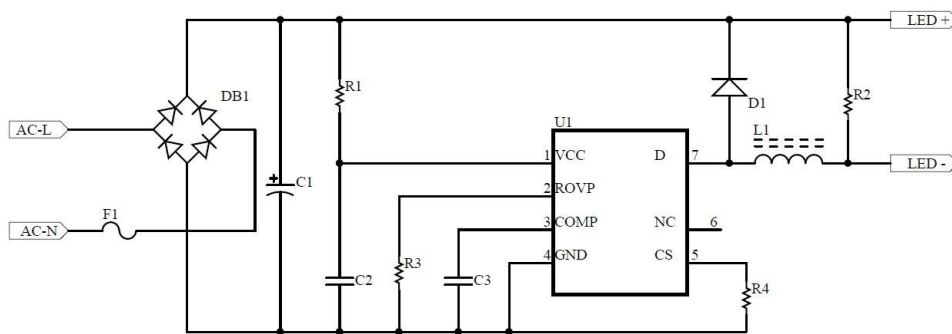 LED +
R1
DB1
D1
R2
AC-L
U1
L1
1 VCC D 7
C1
2 ROVP
AC-N
F1
3 COMP NC 6
4 GND CS 5
R3
C2
C3
R4
LED -